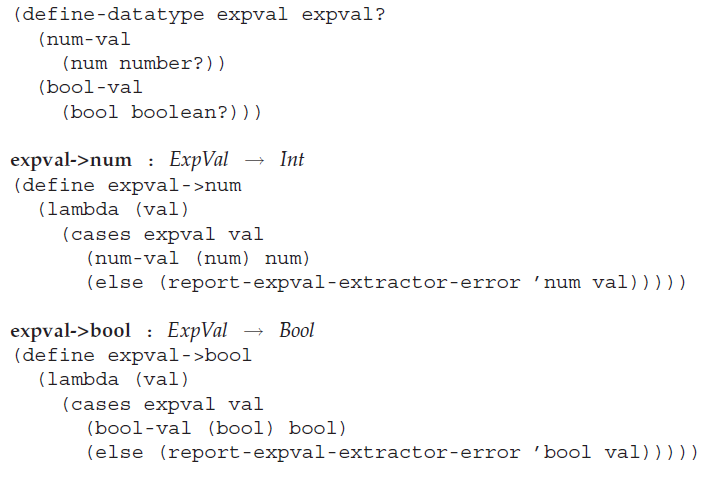 (define-datatype expval expval?
  (num-val
    (num number?))
  (bool-val
    (bool boolean?)))
expval->num : ExpVal → Int
(define expval->num
  (lambda (val)
    (cases expval val
      (num-val (num) num)
      (else (report-expval-extractor-error ’num val)))))
expval->bool : ExpVal → Bool
(define expval->bool
  (lambda (val)
    (cases expval val
      (bool-val (bool) bool)
      (else (report-expval-extractor-error ’bool val)))))